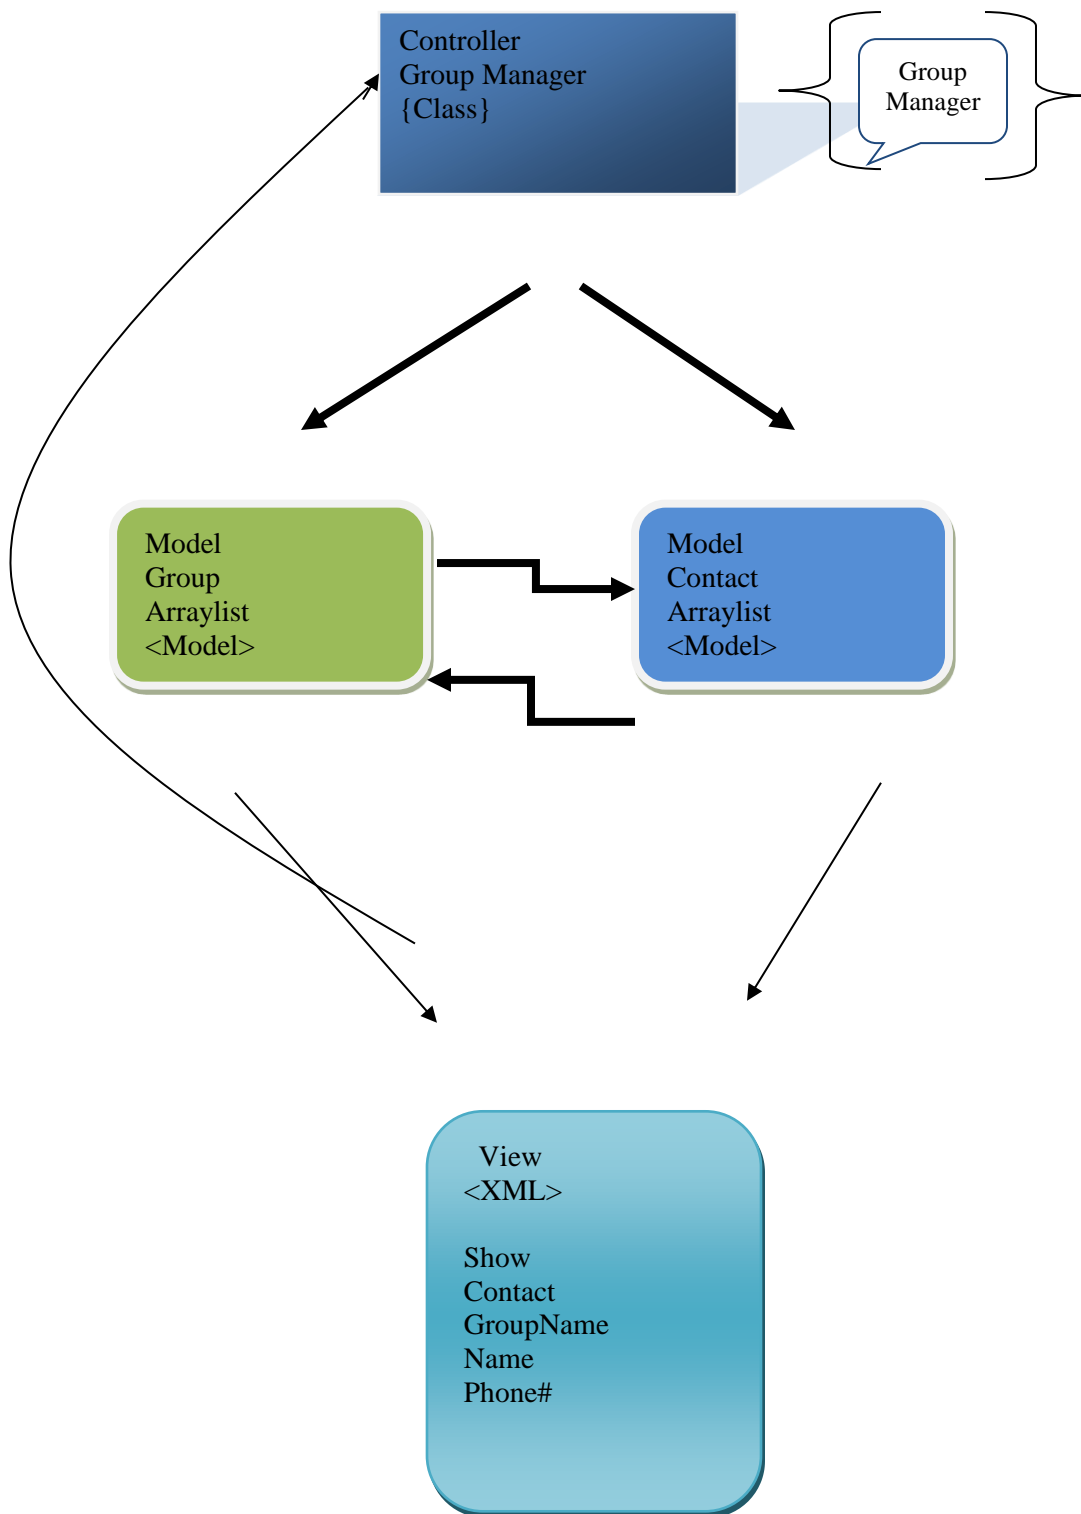 Controller
Group Manager
{Class}
Group
Manager
Model
Group
Arraylist
<Model>
Model
Contact
Arraylist
<Model>
View
<XML>
Show
Contact
GroupName
Name
Phone#